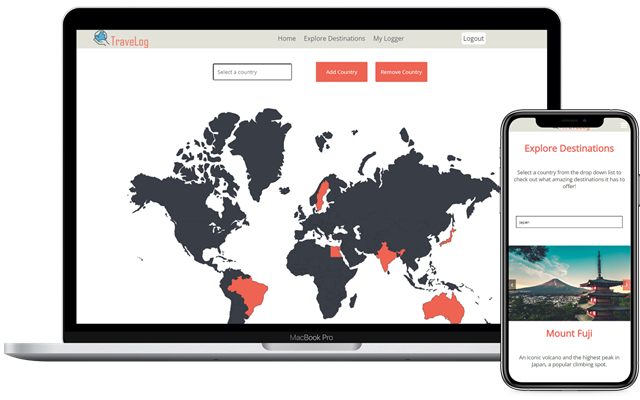 TraveLog
Home Explore Destinations My Logger Logout
Select a country
Add Country Remove Country
MacBook Pro
TraveLog
Explore Destinations
Select a country from the drop down list to
check out what amazing destinations it has to
offer!
Japan
Mount Fuji
An iconic volcano and the highest peak in
Japan, a popular climbing spot.